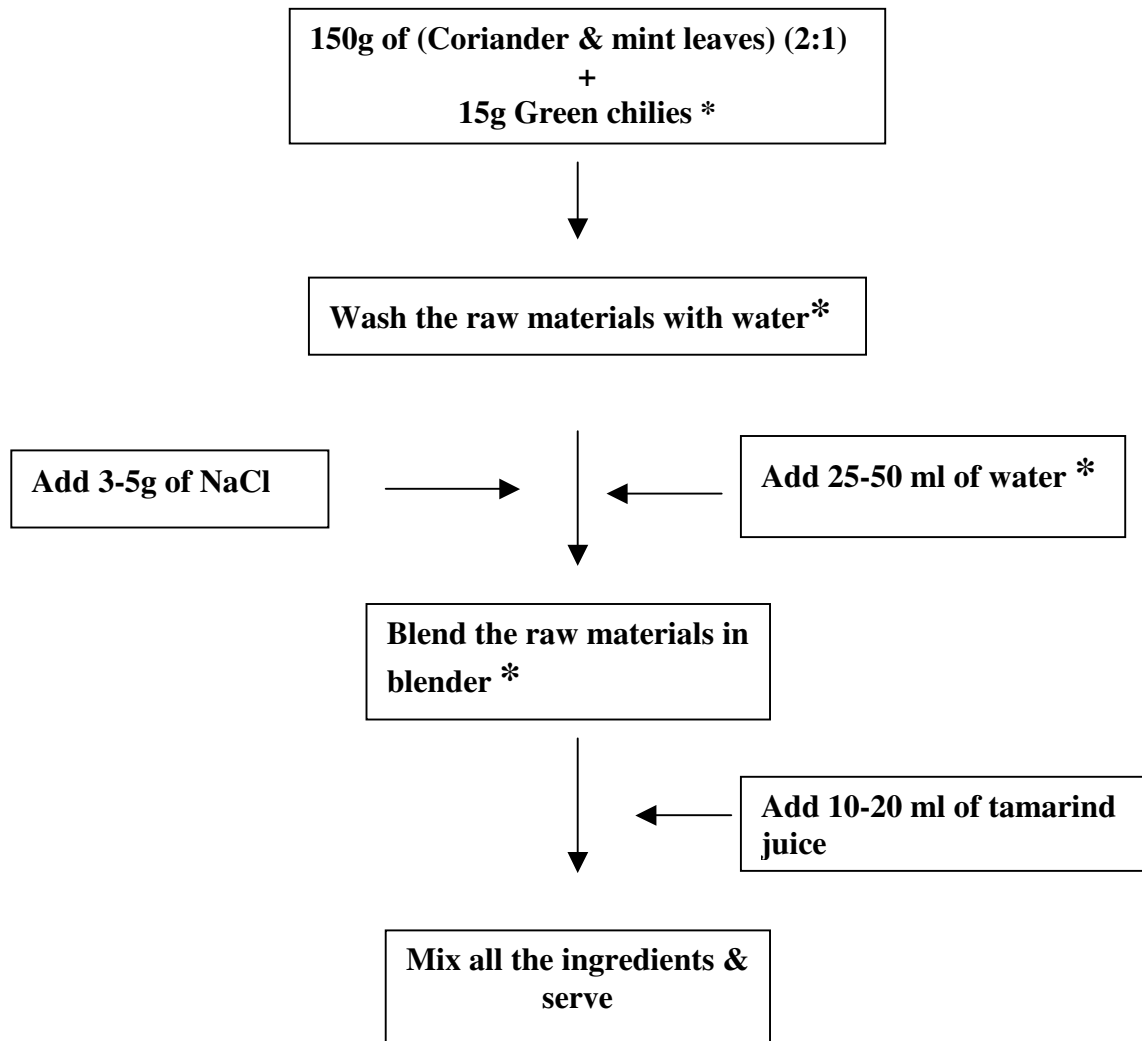 150g of (Coriander & mint leaves) (2:1)
+
15g Green chilies *
Wash the raw materials with water*
Add 3-5g of NaCl
Add 25-50 ml of water *
Blend the raw materials in
blender *
Add 10-20 ml of tamarind
juice
Mix all the ingredients &
serve